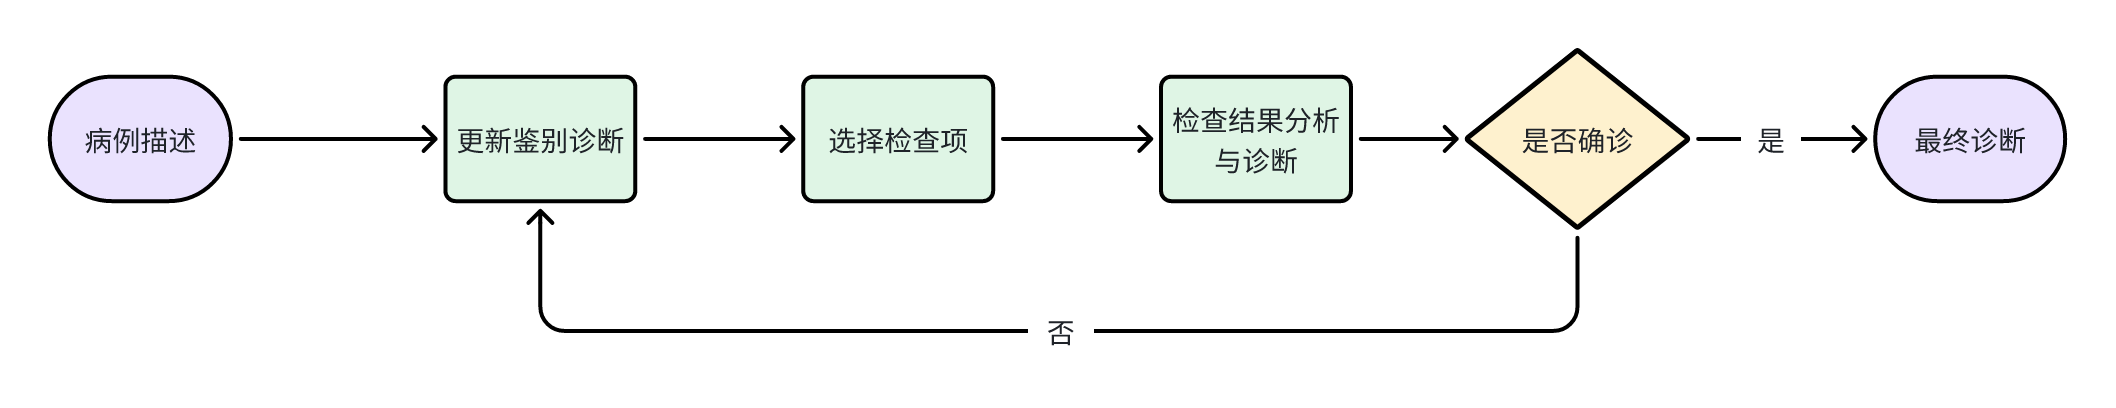 病例描述
更新鉴别诊断
选择检查项
检查结果分析
与诊断
是否确诊
是
最终诊断
否